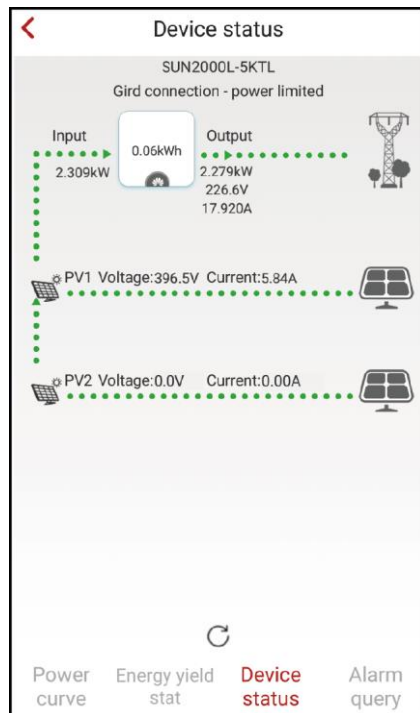 Device status
SUN2000L-5KTL
Gird connection - power limited
Input
Output
0.06kWh
2.309kW
2.279kW
226.6V
17.920A
PV1 Voltage:396.5V Current:5.84A
PV2 Voltage:0.0V Current:0.00A
Power curve
Energy yield stat
Device status
Alarm query